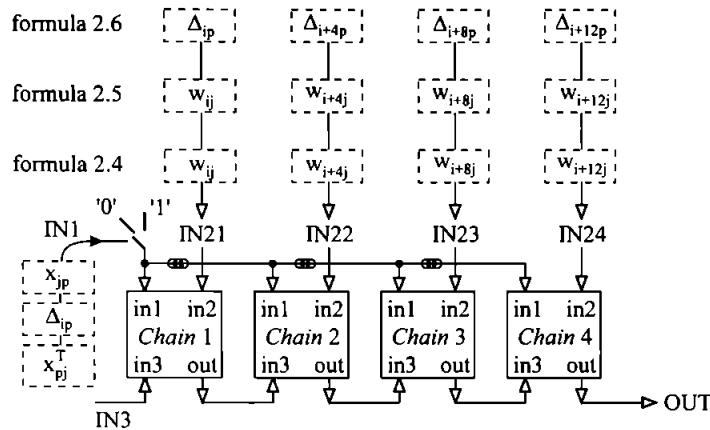 formula 2.6 Δip Δi+4p Δi+8p Δi+12p
formula 2.5 wij wi+4j wi+8j wi+12j
formula 2.4 wij wi+4j wi+8j wi+12j
'0' '1'
IN1 IN21 IN22 IN23 IN24
xjp
Δip
xpjT
in1 in2 in1 in2 in1 in2 in1 in2
Chain 1 Chain 2 Chain 3 Chain 4
in3 out in3 out in3 out in3 out
IN3 OUT